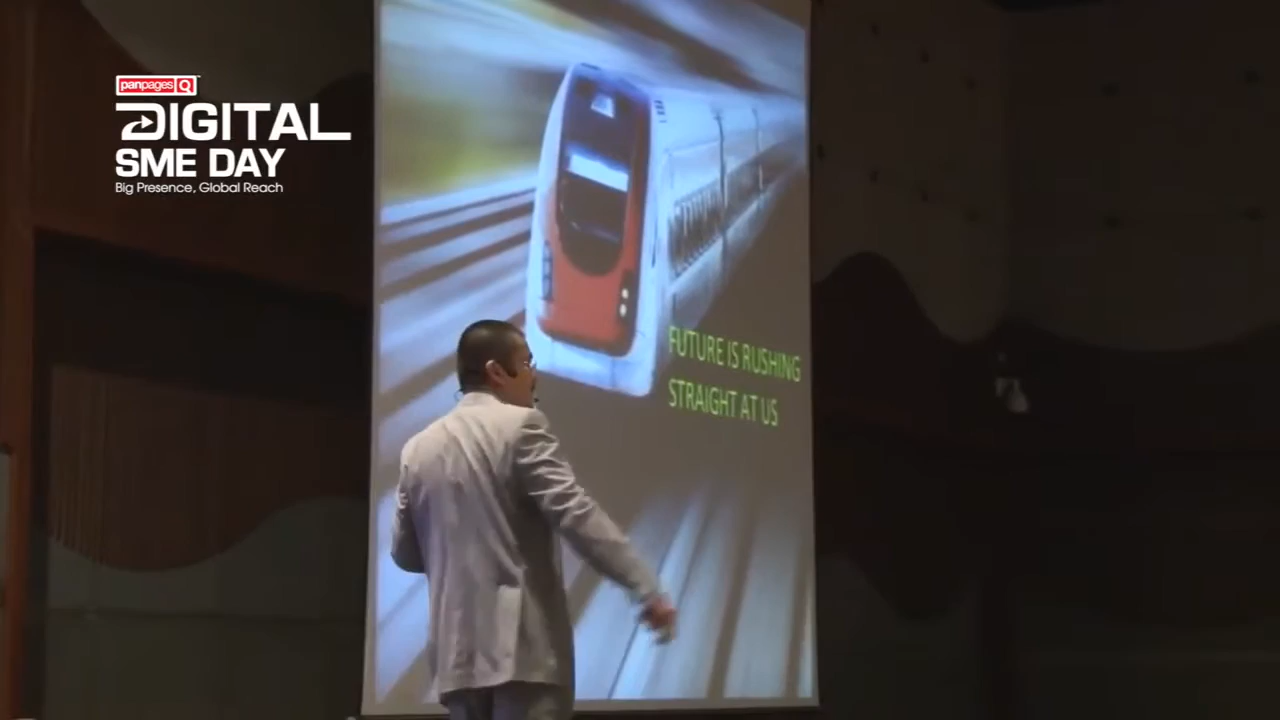 panpages
DIGITAL
SME DAY
Big Presence, Global Reach
FUTURE IS RUSHING
STRAIGHT AT US